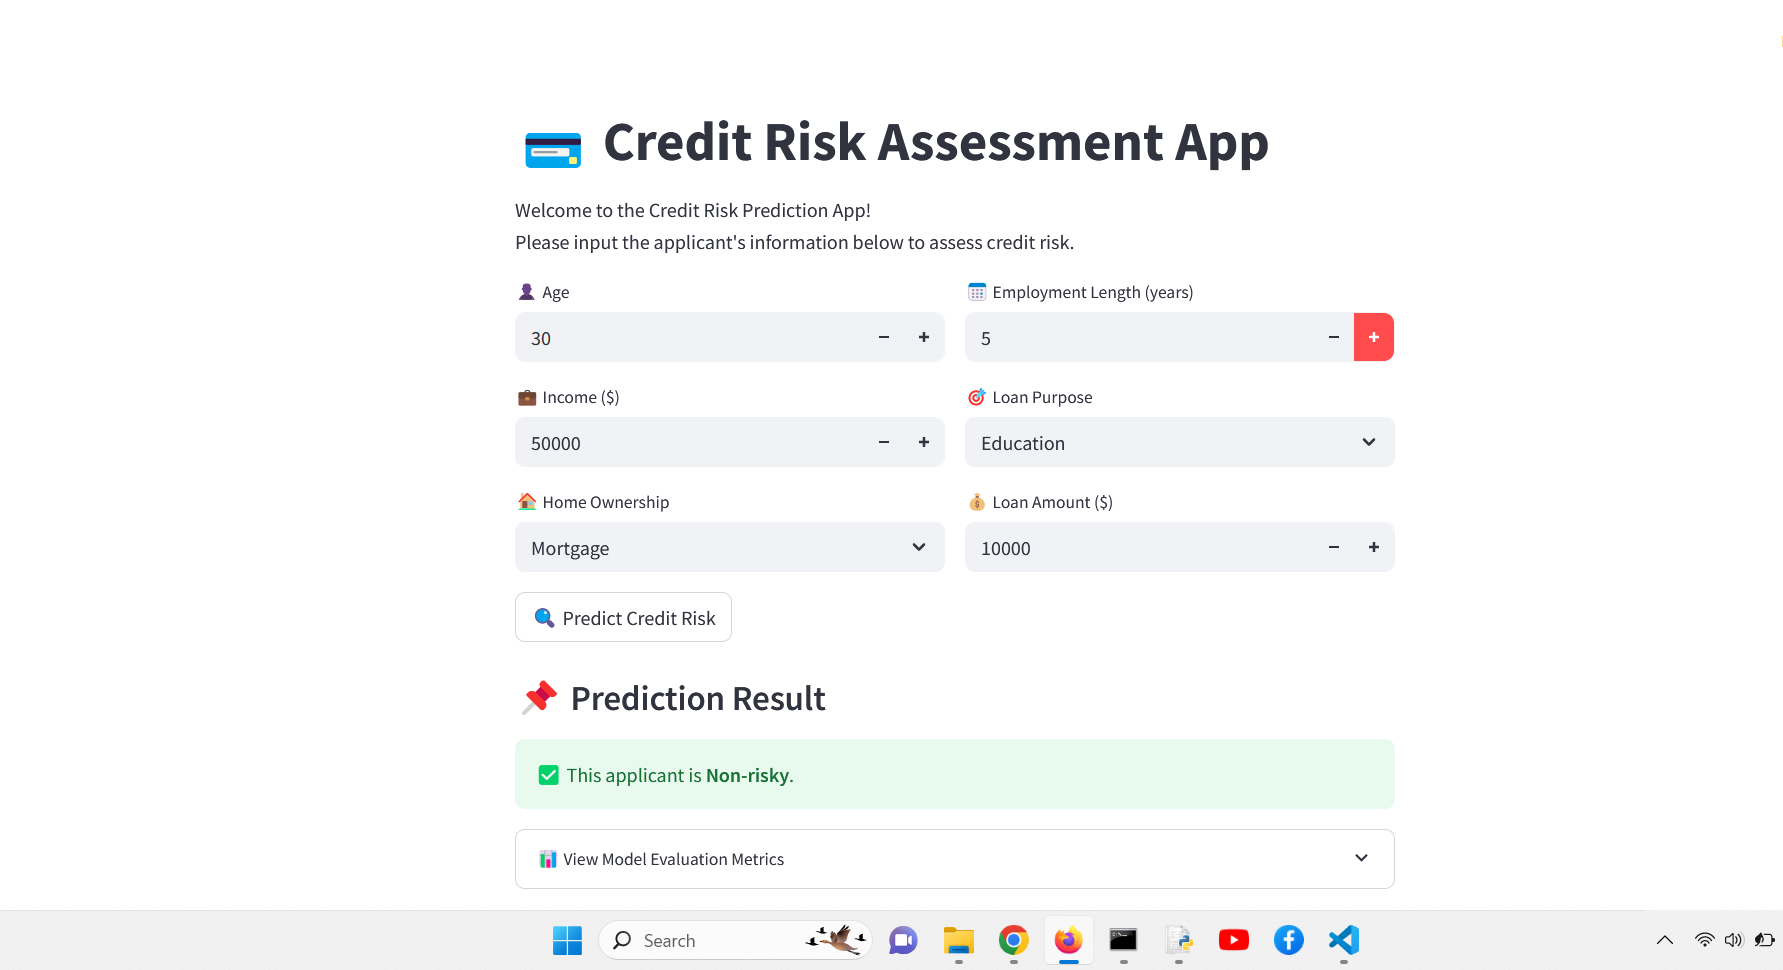 Credit Risk Assessment App
Welcome to the Credit Risk Prediction App!
Please input the applicant's information below to assess credit risk.
Age
30
Employment Length (years)
5
Income ($)
50000
Loan Purpose
Education
Home Ownership
Mortgage
Loan Amount ($)
10000
Predict Credit Risk
Prediction Result
This applicant is Non-risky.
View Model Evaluation Metrics
Search